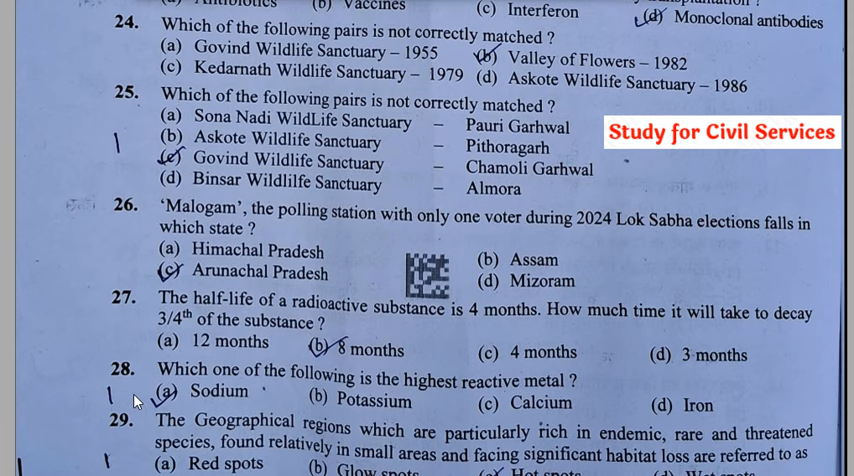 (b) Vaccines
(c) Interferon
(d) Monoclonal antibodies
24. Which of the following pairs is not correctly matched ?
(a) Govind Wildlife Sanctuary – 1955 (b) Valley of Flowers – 1982
(c) Kedarnath Wildlife Sanctuary – 1979 (d) Askote Wildlife Sanctuary – 1986
25. Which of the following pairs is not correctly matched ?
(a) Sona Nadi WildLife Sanctuary – Pauri Garhwal
Study for Civil Services
(b) Askote Wildlife Sanctuary – Pithoragarh
(c) Govind Wildlife Sanctuary – Chamoli Garhwal
(d) Binsar Wildlilfe Sanctuary – Almora
26. ‘Malogam’, the polling station with only one voter during 2024 Lok Sabha elections falls in
which state ?
(a) Himachal Pradesh (b) Assam
(c) Arunachal Pradesh (d) Mizoram
27. The half-life of a radioactive substance is 4 months. How much time it will take to decay
3/4th of the substance ?
(a) 12 months (b) 8 months (c) 4 months (d) 3 months
28. Which one of the following is the highest reactive metal ?
(a) Sodium (b) Potassium (c) Calcium (d) Iron
29. The Geographical regions which are particularly rich in endemic, rare and threatened
species, found relatively in small areas and facing significant habitat loss are referred to as
(a) Red spots (b) Glow spots (c) Hot spots